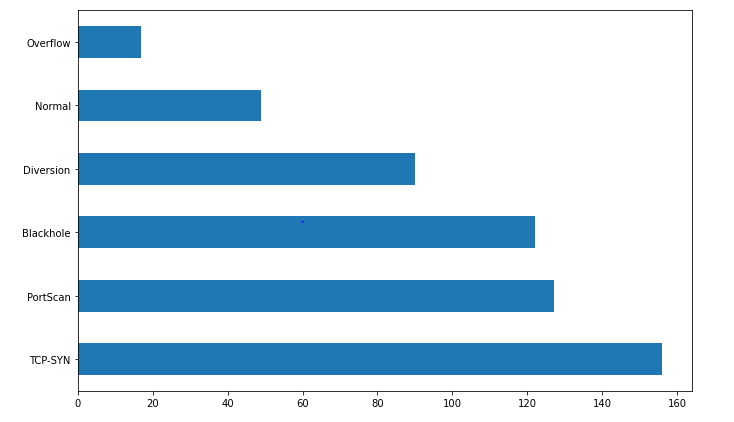 Overflow
Normal
Diversion
Blackhole
PortScan
TCP-SYN
0 20 40 60 80 100 120 140 160